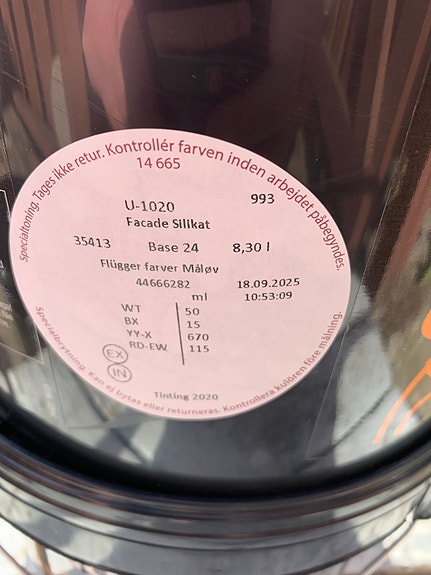 Specialtoning. Tages ikke retur. Kontrollér farven inden arbejdet påbegyndes.
14 665
U-1020 993
Facade Silikat
35413 Base 24 8,30 l
Flügger farver Måløv
44666282 18.09.2025
ml 10:53:09
WT 50
BX 15
YY-X 670
RD-EW 115
EX
IN
Tinting 2020
Specialbrytning. Kan ej bytas eller returneras. Kontrollera kulören före målning.